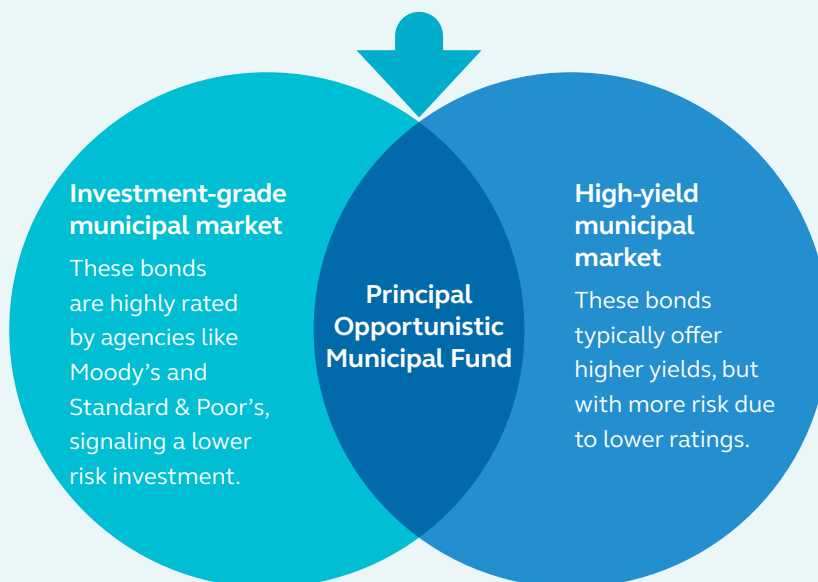 Investment-grade
municipal market
These bonds
are highly rated
by agencies like
Moody’s and
Standard & Poor’s,
signaling a lower
risk investment.
Principal
Opportunistic
Municipal Fund
High-yield
municipal
market
These bonds
typically offer
higher yields, but
with more risk due
to lower ratings.